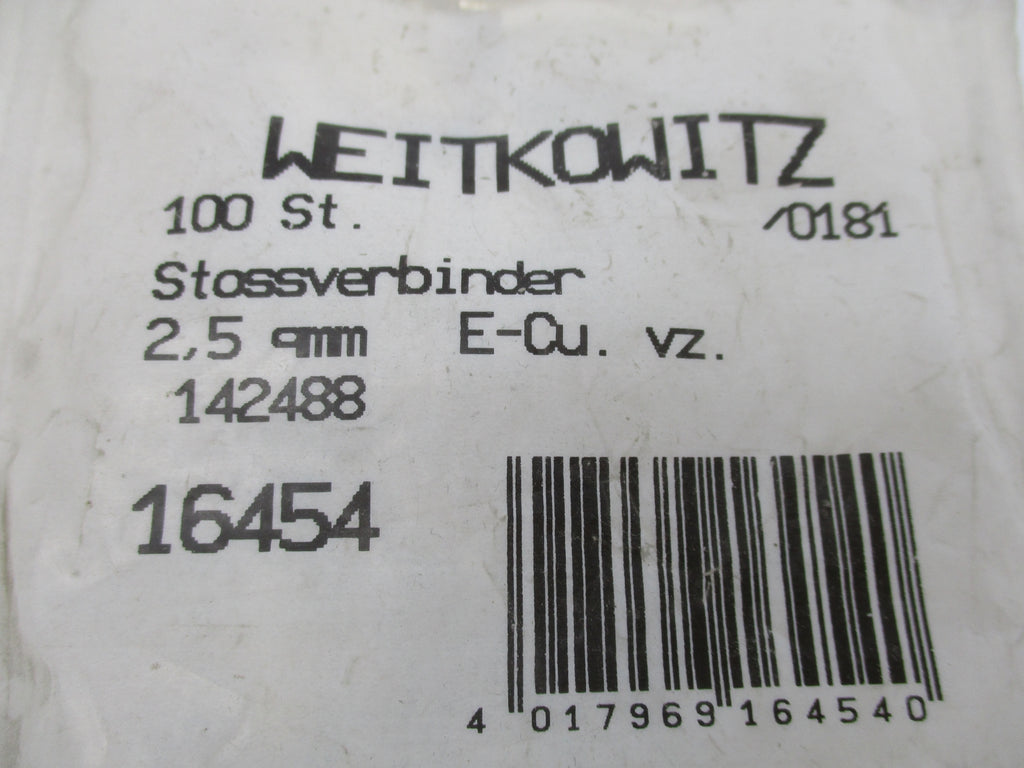 WEITKOWITZ
100 St. /0181
Stossverbinder
2,5 qmm E-Cu. vz.
142488
16454
4 017969 164540